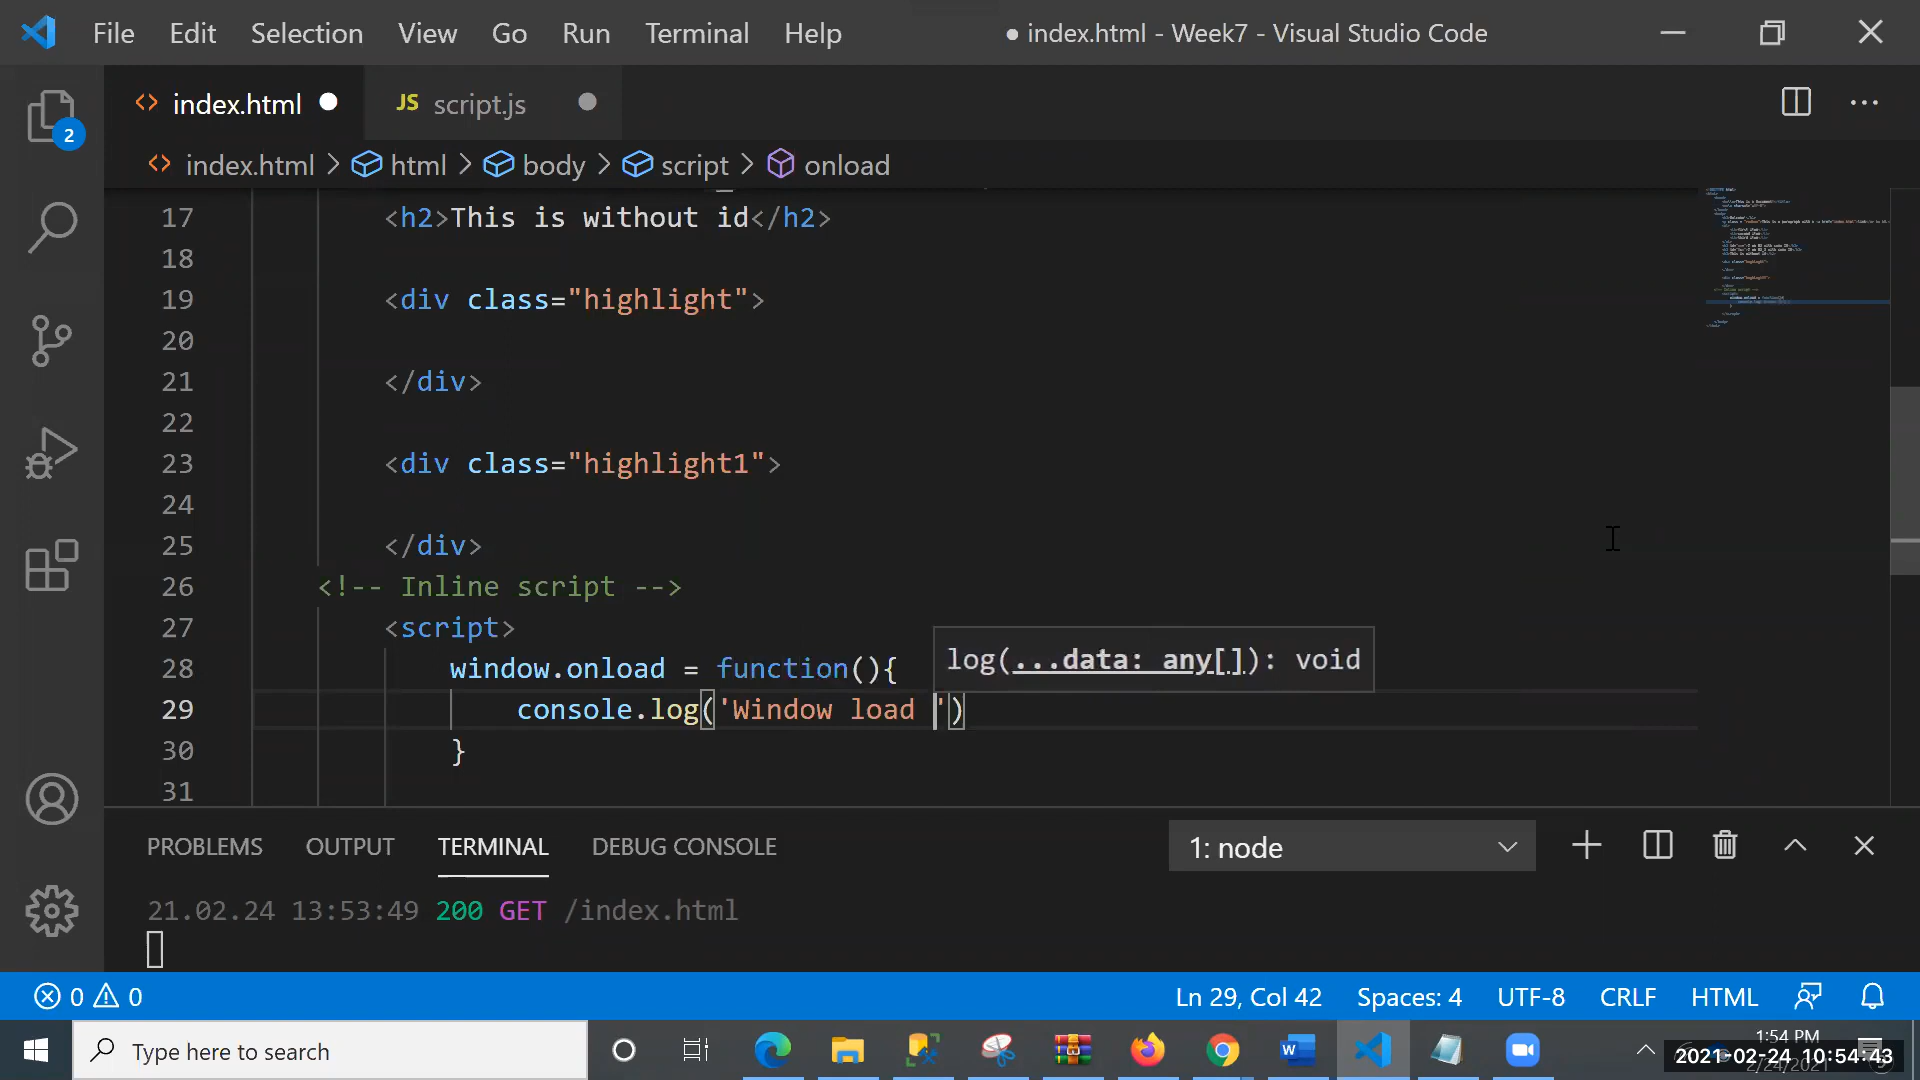 File Edit Selection View Go Run Terminal Help ● index.html - Week7 - Visual Studio Code
<> index.html ● JS script.js ●
2
<> index.html > html > body > script > onload
17 <h2>This is without id</h2>
18
19 <div class="highlight">
20
21 </div>
22
23 <div class="highlight1">
24
25 </div>
26 <!-- Inline script -->
27 <script>
28 window.onload = function(){
log(...data: any[]): void
29 console.log('Window load ')
30 }
31
PROBLEMS OUTPUT TERMINAL DEBUG CONSOLE 1: node
21.02.24 13:53:49 200 GET /index.html
0 0 Ln 29, Col 42 Spaces: 4 UTF-8 CRLF HTML
Type here to search
1:54 PM
2021-02-24 10:54:43